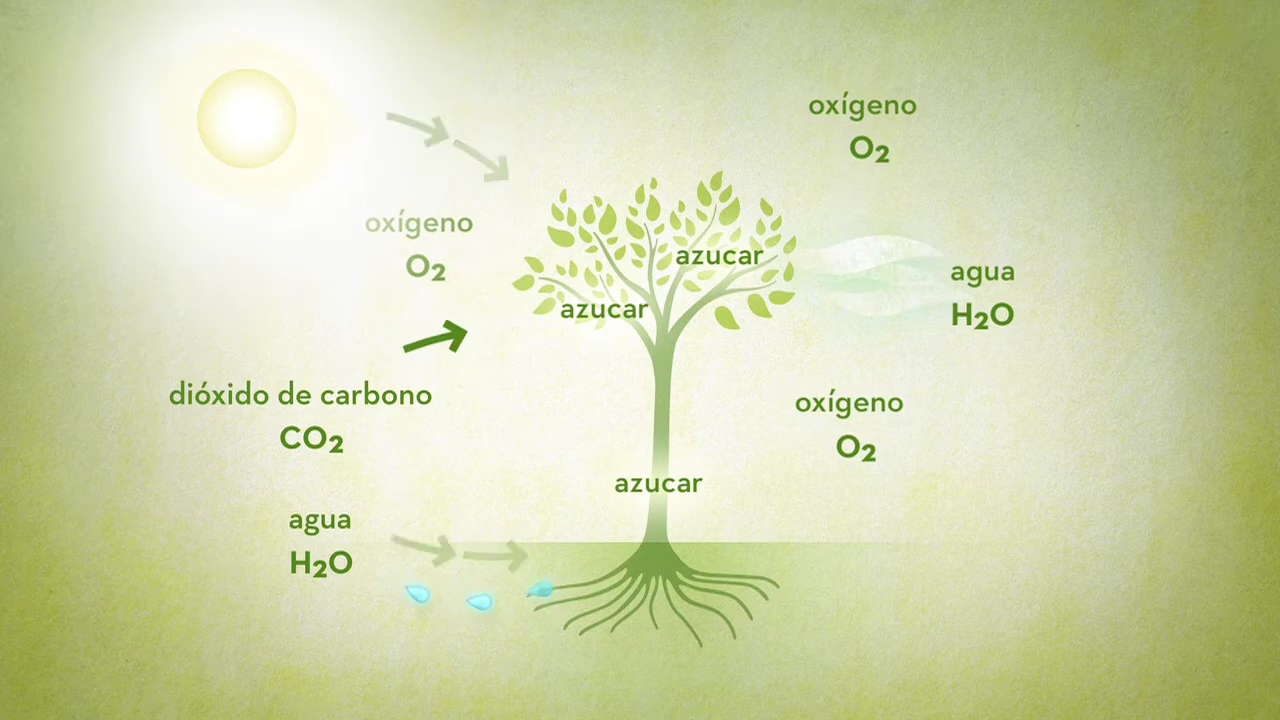 oxígeno
O2
oxígeno
O2
azucar
agua
H2O
azucar
dióxido de carbono
CO2
oxígeno
O2
azucar
agua
H2O